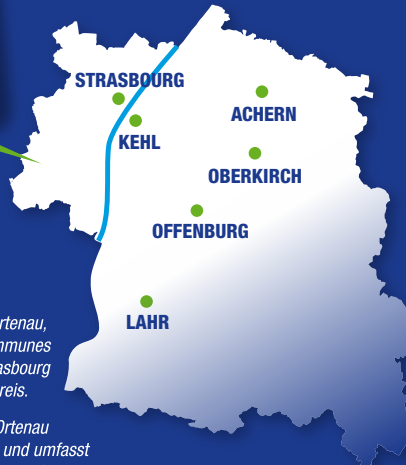 STRASBOURG
ACHERN
KEHL
OBERKIRCH
OFFENBURG
LAHR
rtenau,
mmunes
asbourg
reis.
Ortenau
und umfasst